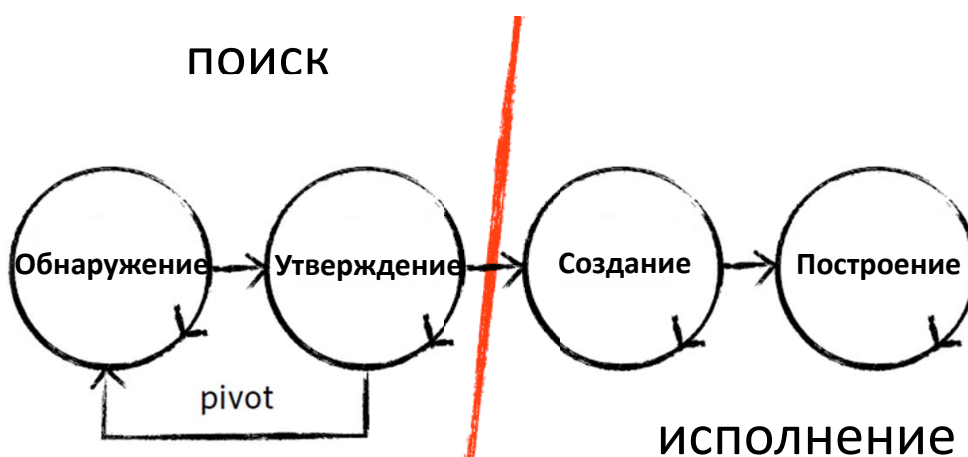 поиск
Обнаружение
Утверждение
Создание
Построение
pivot
исполнение